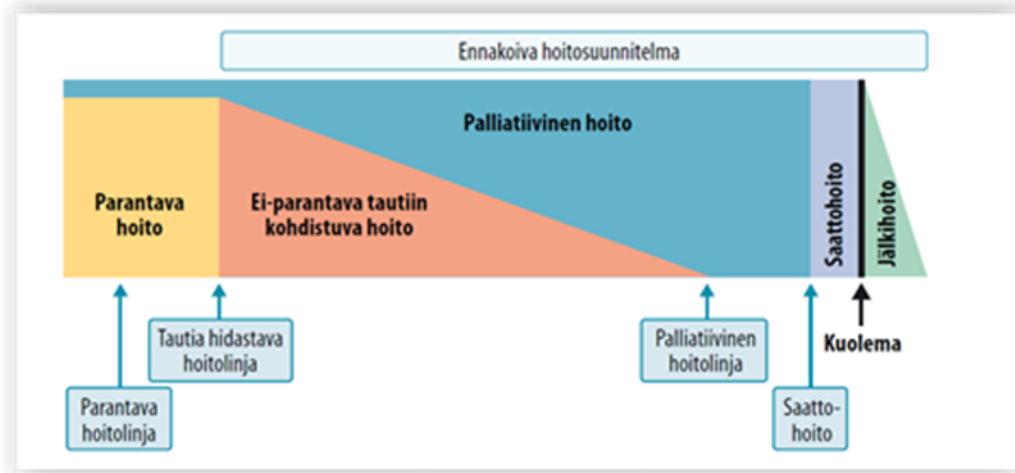 Ennakoiva hoitosuunnitelma
Palliatiivinen hoito
Parantava
hoito
Ei-parantava tautiin
kohdistuva hoito
Saattohoito
Jälkihoito
Tautia hidastava
hoitolinja
Palliatiivinen
hoitolinja
Kuolema
Parantava
hoitolinja
Saatto-
hoito